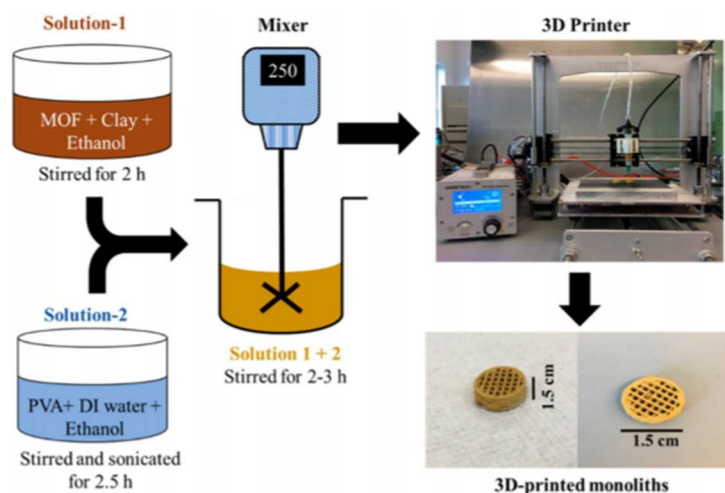 Solution-1
MOF + Clay +
Ethanol
Stirred for 2 h
Solution-2
PVA+ DI water +
Ethanol
Stirred and sonicated
for 2.5 h
Mixer
250
Solution 1 + 2
Stirred for 2-3 h
3D Printer
1.5 cm
1.5 cm
3D-printed monoliths